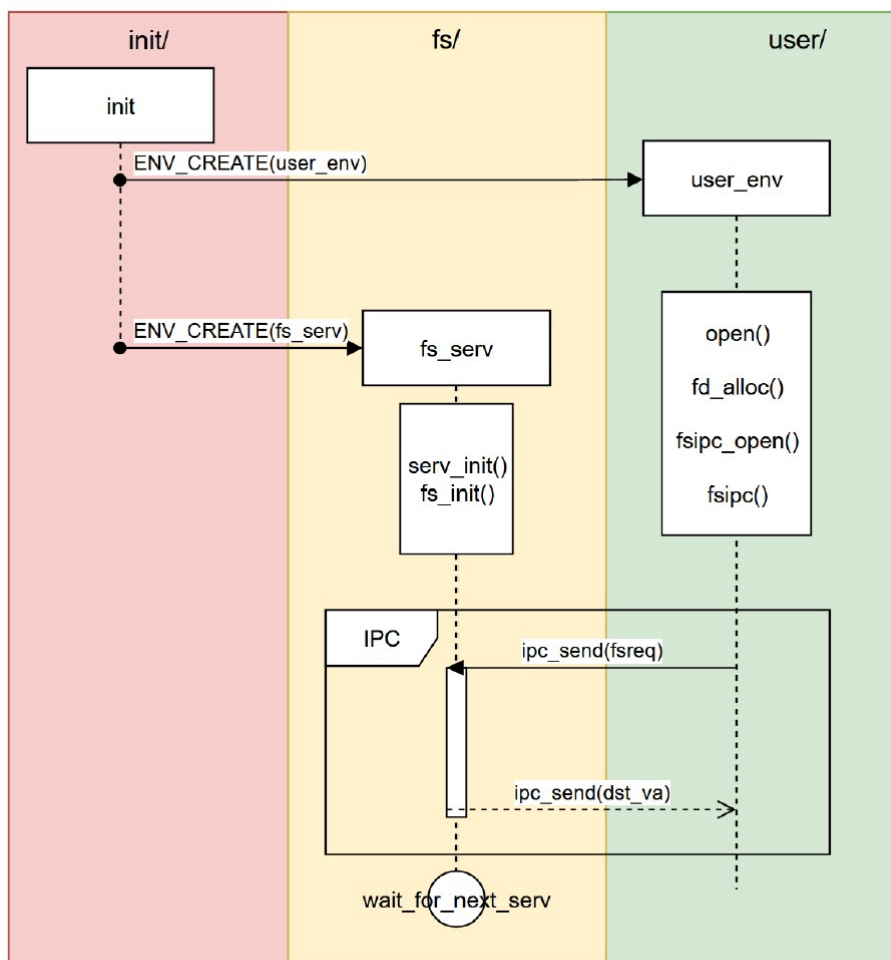 init/
fs/
user/
init
ENV_CREATE(user_env)
user_env
ENV_CREATE(fs_serv)
fs_serv
open()
fd_alloc()
fsipc_open()
fsipc()
serv_init()
fs_init()
IPC
ipc_send(fsreq)
ipc_send(dst_va)
wait_for_next_serv